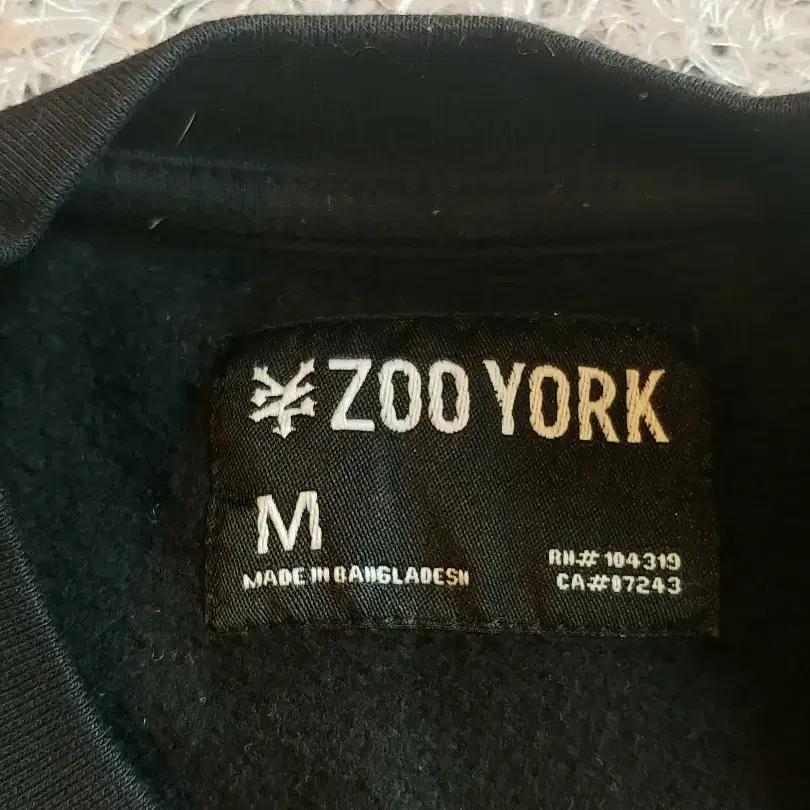 ZOO YORK
M
MADE IN BANGLADESH
RN# 104319
CA#07243